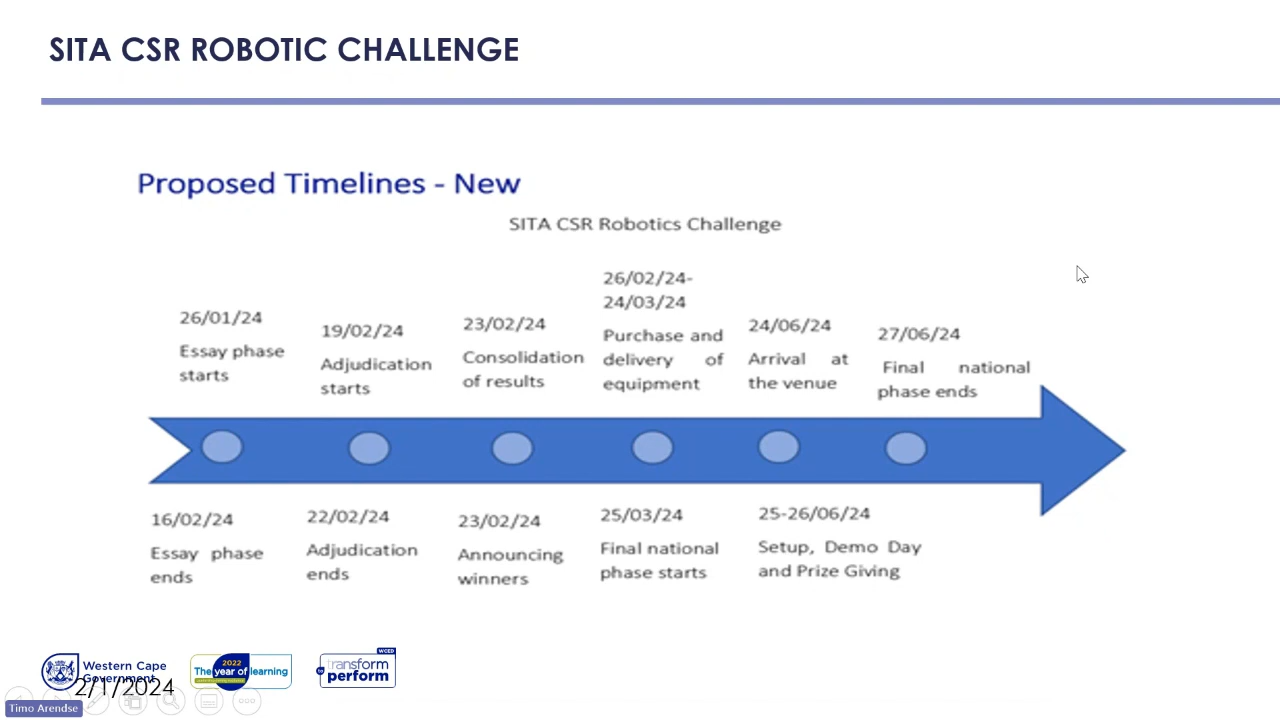 SITA CSR ROBOTIC CHALLENGE
Proposed Timelines - New
SITA CSR Robotics Challenge
26/01/24
Essay phase
starts
19/02/24
Adjudication
starts
23/02/24
Consolidation
of results
26/02/24-
24/03/24
Purchase and
delivery of
equipment
24/06/24
Arrival at
the venue
27/06/24
Final national
phase ends
16/02/24
Essay phase
ends
22/02/24
Adjudication
ends
23/02/24
Announcing
winners
25/03/24
Final national
phase starts
25-26/06/24
Setup, Demo Day
and Prize Giving
Western Cape
Government
2022
The year of learning
WCED
transform
to perform
2/1/2024
Timo Arendse